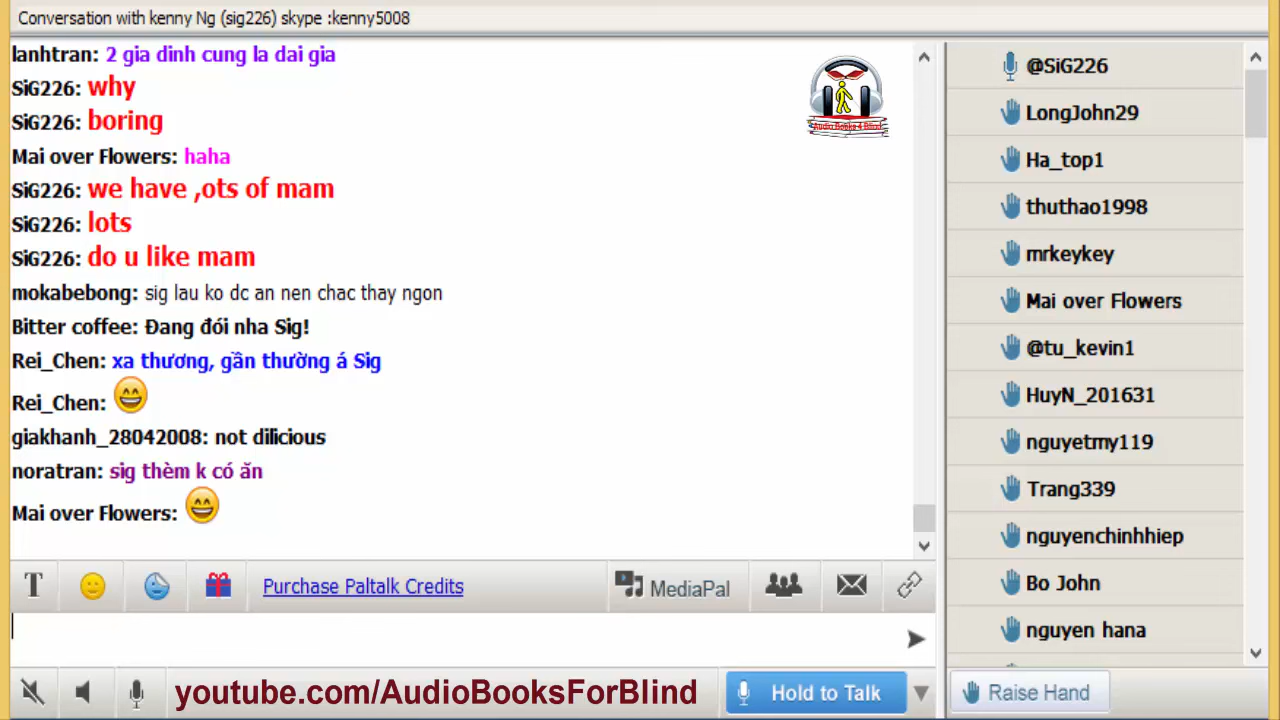 Conversation with kenny Ng (sig226) skype :kenny5008
lanhtran: 2 gia dinh cung la dai gia
SiG226: why
SiG226: boring
Mai over Flowers: haha
SiG226: we have ,ots of mam
SiG226: lots
SiG226: do u like mam
mokabebong: sig lau ko dc an nen chac thay ngon
Bitter coffee: Đang đói nha Sig!
Rei_Chen: xa thương, gần thường á Sig
Rei_Chen:
giakhanh_28042008: not dilicious
noratran: sig thèm k có ăn
Mai over Flowers:
Audio Books 4 Blind
@SiG226
LongJohn29
Ha_top1
thuthao1998
mrkeykey
Mai over Flowers
@tu_kevin1
HuyN_201631
nguyetmy119
Trang339
nguyenchinhhiep
Bo John
nguyen hana
T
Purchase Paltalk Credits
MediaPal
youtube.com/AudioBooksForBlind
Hold to Talk
Raise Hand